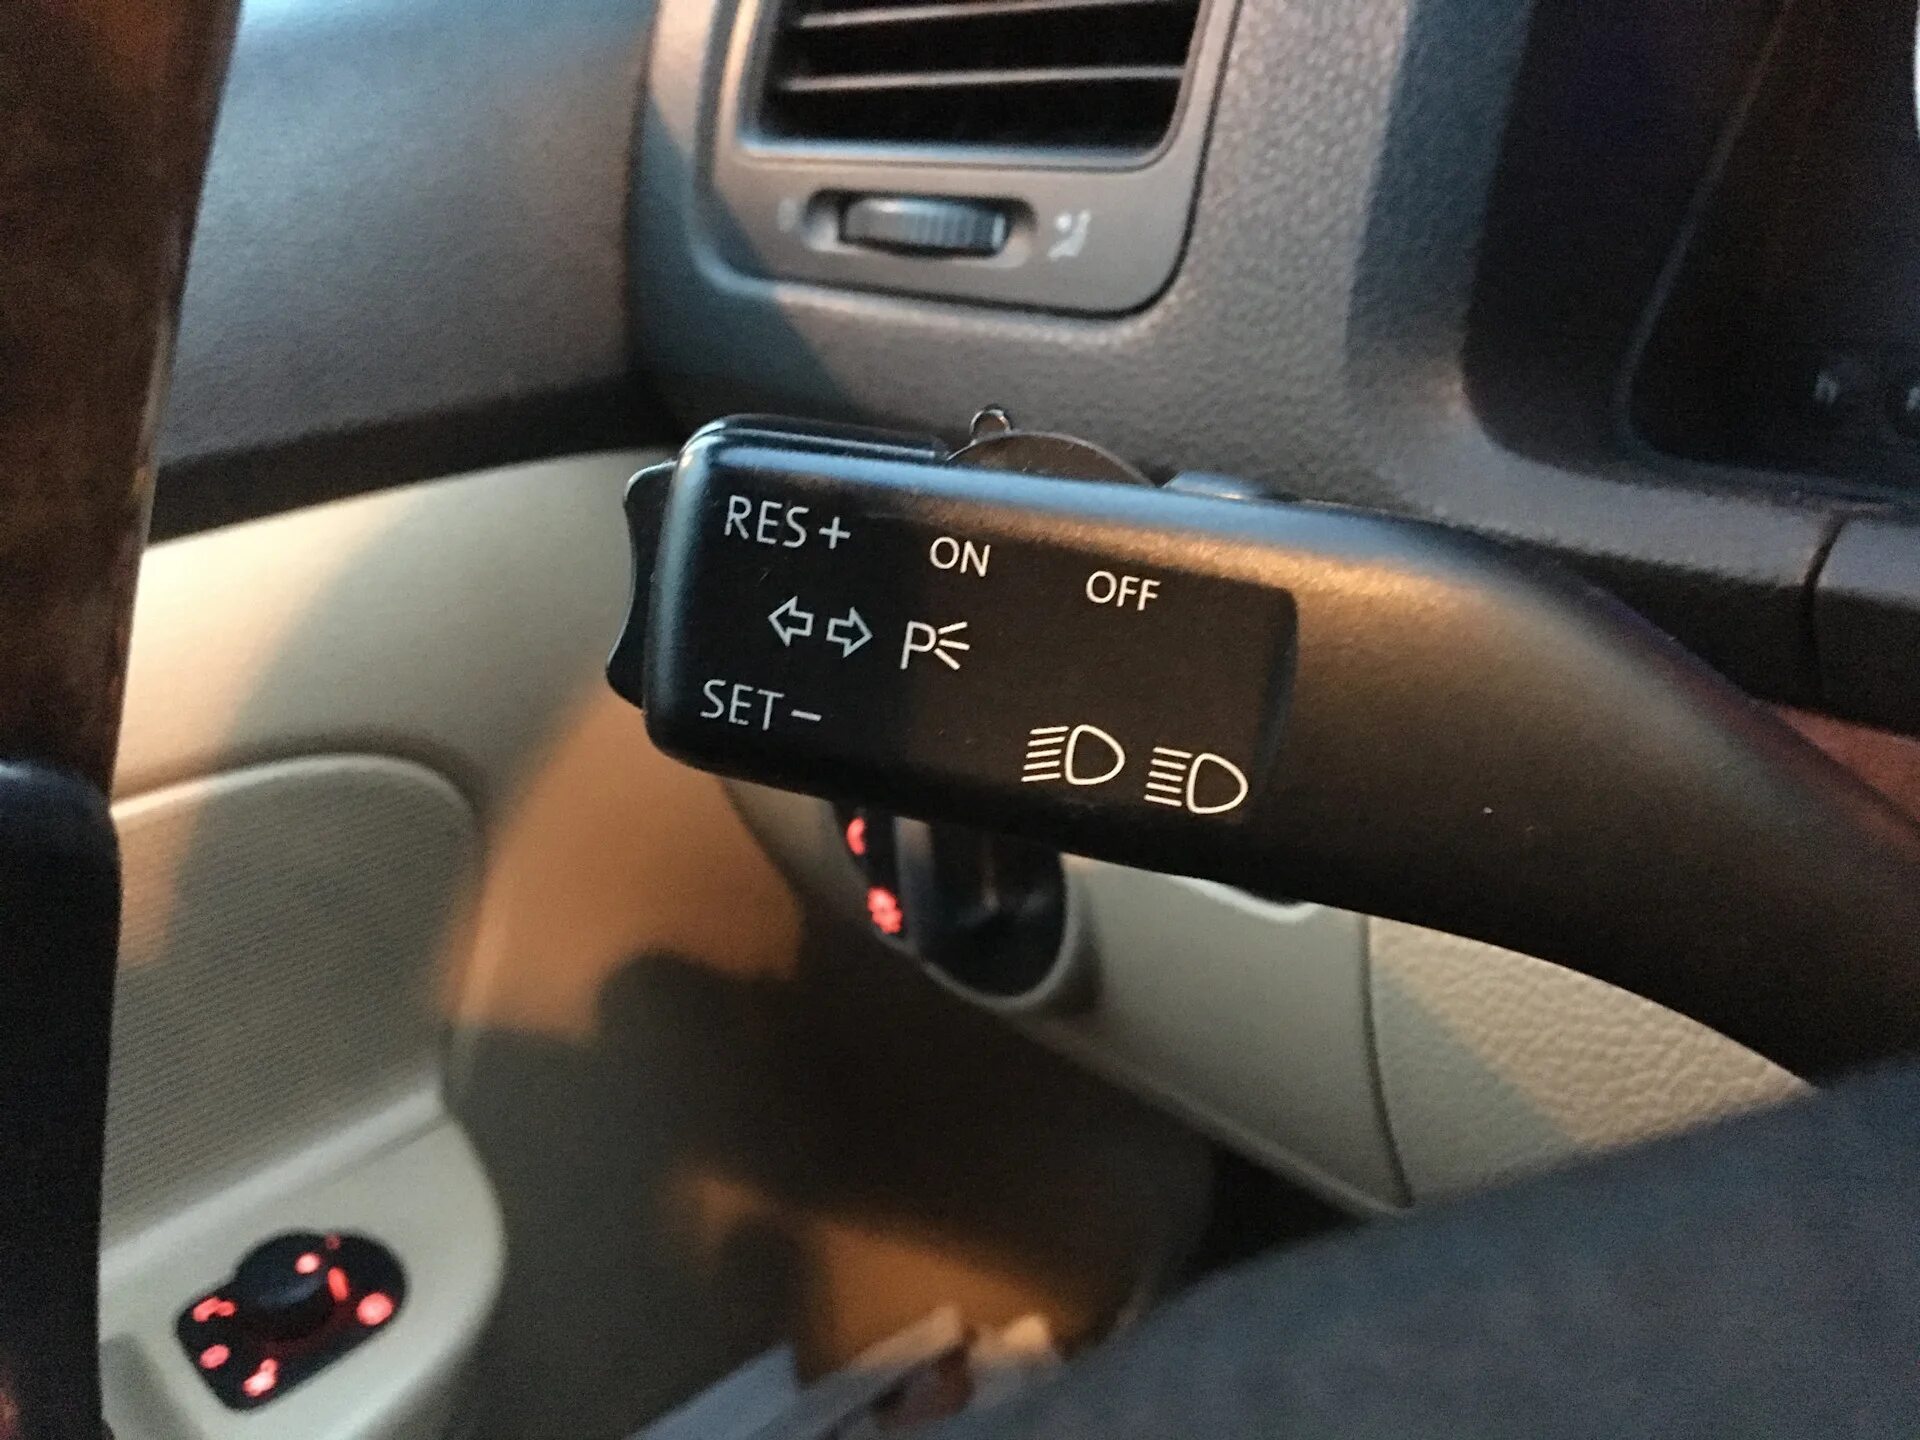 RES+
ON OFF
P
SET−